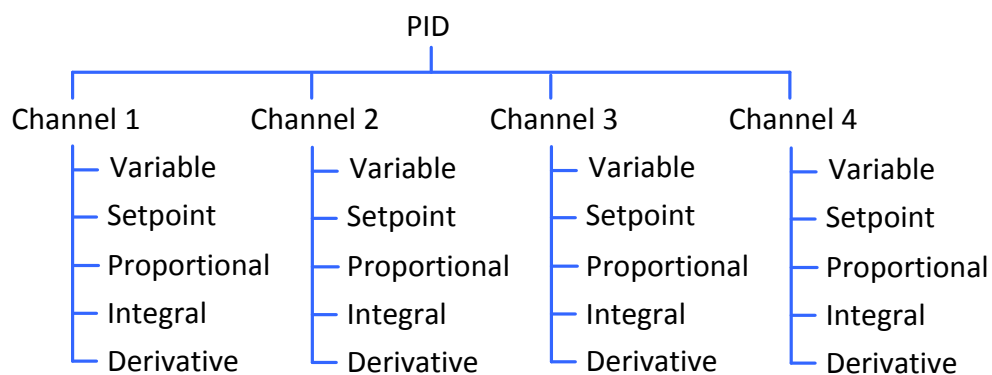 PID
Channel 1
Variable
Setpoint
Proportional
Integral
Derivative
Channel 2
Variable
Setpoint
Proportional
Integral
Derivative
Channel 3
Variable
Setpoint
Proportional
Integral
Derivative
Channel 4
Variable
Setpoint
Proportional
Integral
Derivative